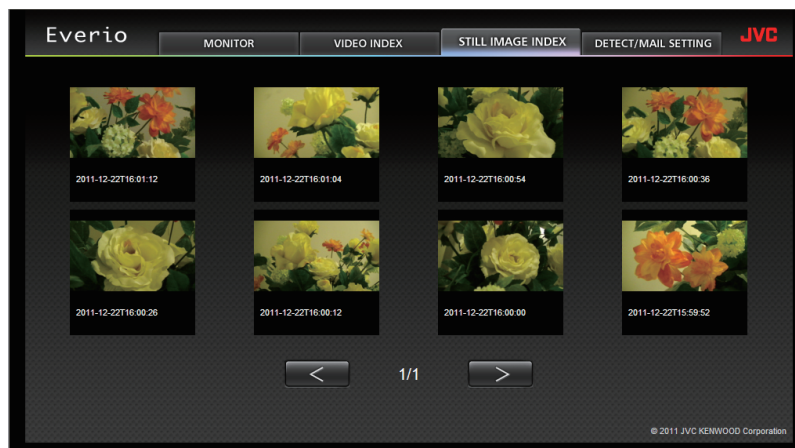 Everio
MONITOR
VIDEO INDEX
STILL IMAGE INDEX
DETECT/MAIL SETTING
JVC
2011-12-22T16:01:12
2011-12-22T16:01:04
2011-12-22T16:00:54
2011-12-22T16:00:36
2011-12-22T16:00:26
2011-12-22T16:00:12
2011-12-22T16:00:00
2011-12-22T15:59:52
<
1/1
>
© 2011 JVC KENWOOD Corporation